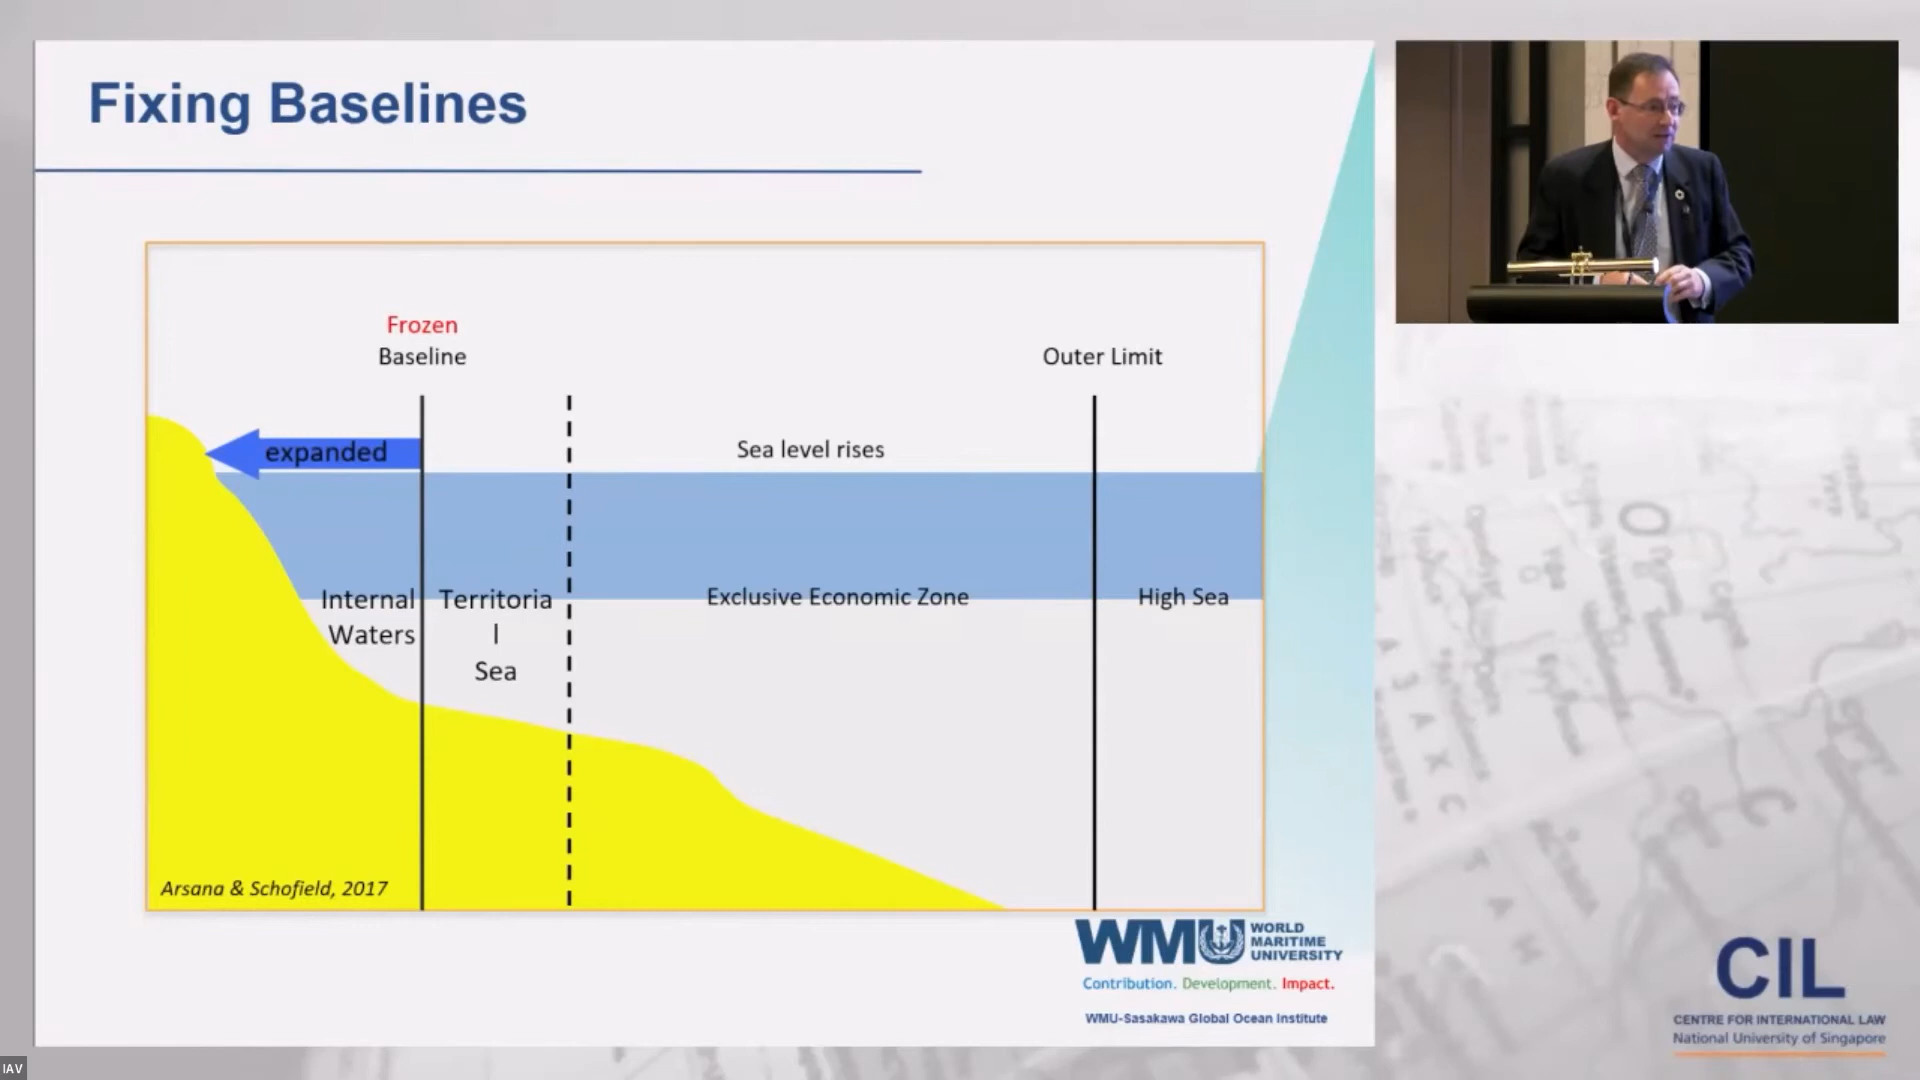 Fixing Baselines
Frozen
Baseline
Outer Limit
expanded
Sea level rises
Internal
Waters
Territoria
l
Sea
Exclusive Economic Zone
High Sea
Arsana & Schofield, 2017
WMU WORLD
MARITIME
UNIVERSITY
Contribution. Development. Impact.
WMU-Sasakawa Global Ocean Institute
CIL
CENTRE FOR INTERNATIONAL LAW
National University of Singapore
IAV